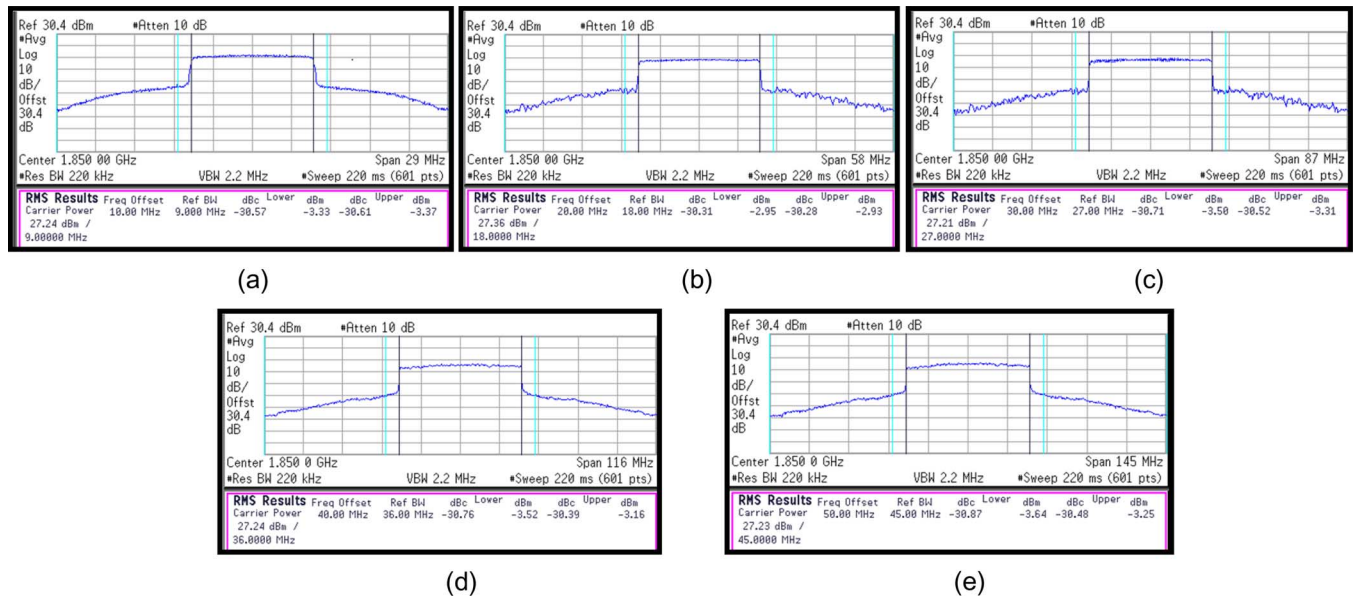 Ref 30.4 dBm #Atten 10 dB
#Avg
Log
10
dB/
Offst
30.4
dB
Center 1.850 00 GHz Span 29 MHz
#Res BW 220 kHz VBW 2.2 MHz #Sweep 220 ms (601 pts)
RMS Results Freq Offset Ref BW dBc Lower dBm dBc Upper dBm
Carrier Power 10.00 MHz 9.000 MHz -30.57 -3.33 -30.61 -3.37
27.24 dBm /
9.00000 MHz
(a)
Ref 30.4 dBm #Atten 10 dB
#Avg
Log
10
dB/
Offst
30.4
dB
Center 1.850 00 GHz Span 58 MHz
#Res BW 220 kHz VBW 2.2 MHz #Sweep 220 ms (601 pts)
RMS Results Freq Offset Ref BW dBc Lower dBm dBc Upper dBm
Carrier Power 20.00 MHz 18.00 MHz -30.31 -2.95 -30.28 -2.93
27.36 dBm /
18.0000 MHz
(b)
Ref 30.4 dBm #Atten 10 dB
#Avg
Log
10
dB/
Offst
30.4
dB
Center 1.850 00 GHz Span 87 MHz
#Res BW 220 kHz VBW 2.2 MHz #Sweep 220 ms (601 pts)
RMS Results Freq Offset Ref BW dBc Lower dBm dBc Upper dBm
Carrier Power 30.00 MHz 27.00 MHz -30.71 -3.50 -30.52 -3.31
27.21 dBm /
27.0000 MHz
(c)
Ref 30.4 dBm #Atten 10 dB
#Avg
Log
10
dB/
Offst
30.4
dB
Center 1.850 0 GHz Span 116 MHz
#Res BW 220 kHz VBW 2.2 MHz #Sweep 220 ms (601 pts)
RMS Results Freq Offset Ref BW dBc Lower dBm dBc Upper dBm
Carrier Power 40.00 MHz 36.00 MHz -30.76 -3.52 -30.39 -3.16
27.24 dBm /
36.0000 MHz
(d)
Ref 30.4 dBm #Atten 10 dB
#Avg
Log
10
dB/
Offst
30.4
dB
Center 1.850 0 GHz Span 145 MHz
#Res BW 220 kHz VBW 2.2 MHz #Sweep 220 ms (601 pts)
RMS Results Freq Offset Ref BW dBc Lower dBm dBc Upper dBm
Carrier Power 50.00 MHz 45.00 MHz -30.87 -3.64 -30.48 -3.25
27.23 dBm /
45.0000 MHz
(e)